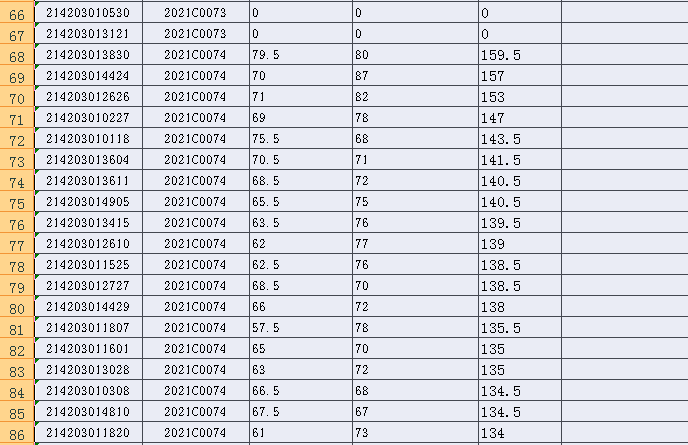 66 214203010530 2021C0073 0 0 0
67 214203013121 2021C0073 0 0 0
68 214203013830 2021C0074 79.5 80 159.5
69 214203014424 2021C0074 70 87 157
70 214203012626 2021C0074 71 82 153
71 214203010227 2021C0074 69 78 147
72 214203010118 2021C0074 75.5 68 143.5
73 214203013604 2021C0074 70.5 71 141.5
74 214203013611 2021C0074 68.5 72 140.5
75 214203014905 2021C0074 65.5 75 140.5
76 214203013415 2021C0074 63.5 76 139.5
77 214203012610 2021C0074 62 77 139
78 214203011525 2021C0074 62.5 76 138.5
79 214203012727 2021C0074 68.5 70 138.5
80 214203014429 2021C0074 66 72 138
81 214203011807 2021C0074 57.5 78 135.5
82 214203011601 2021C0074 65 70 135
83 214203013028 2021C0074 63 72 135
84 214203010308 2021C0074 66.5 68 134.5
85 214203014810 2021C0074 67.5 67 134.5
86 214203011820 2021C0074 61 73 134